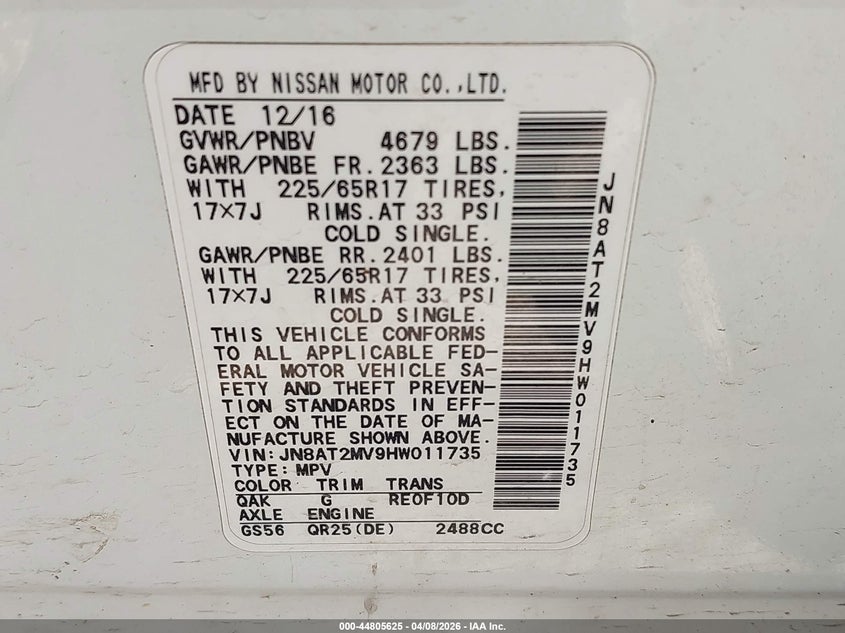 MFD BY NISSAN MOTOR CO.,LTD.
DATE 12/16
GVWR/PNBV 4679 LBS.
GAWR/PNBE FR. 2363 LBS.
WITH 225/65R17 TIRES,
17×7J RIMS. AT 33 PSI
COLD SINGLE.
GAWR/PNBE RR. 2401 LBS.
WITH 225/65R17 TIRES,
17×7J RIMS. AT 33 PSI
COLD SINGLE.
THIS VEHICLE CONFORMS
TO ALL APPLICABLE FED-
ERAL MOTOR VEHICLE SA-
FETY AND THEFT PREVEN-
TION STANDARDS IN EFF-
ECT ON THE DATE OF MA-
NUFACTURE SHOWN ABOVE.
VIN: JN8AT2MV9HW011735
TYPE: MPV
COLOR TRIM TRANS
QAK G RE0F10D
AXLE ENGINE
GS56 QR25(DE) 2488CC
JN8AT2MV9HW011735
000-44805625 - 04/08/2026 - IAA Inc.